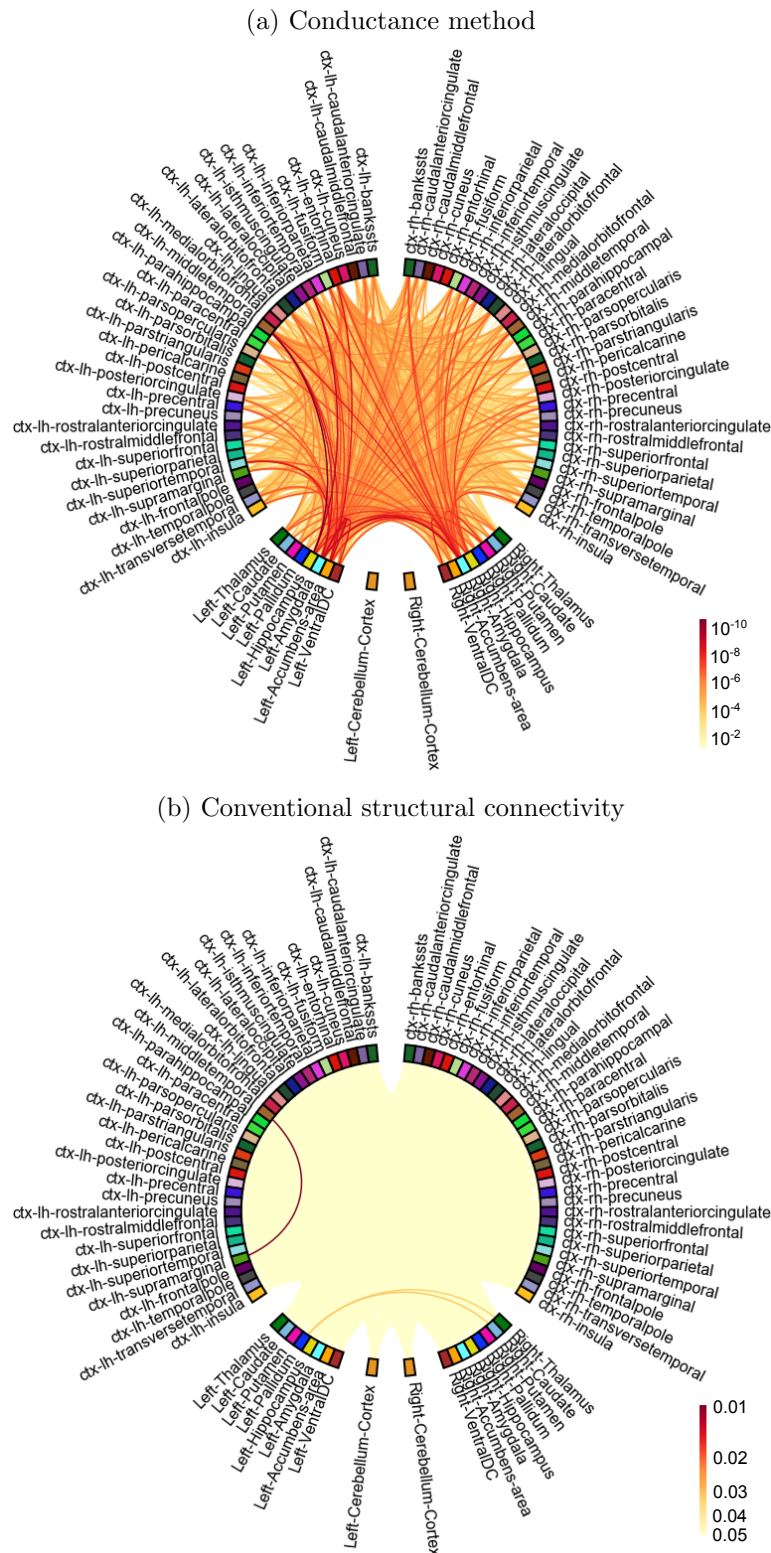 (a) Conductance method
ctx-lh-bankssts
ctx-lh-caudalanteriorcingulate
ctx-lh-caudalmiddlefrontal
ctx-lh-cuneus
ctx-lh-entorhinal
ctx-lh-fusiform
ctx-lh-inferiorparietal
ctx-lh-inferiortemporal
ctx-lh-isthmuscingulate
ctx-lh-lateraloccipital
ctx-lh-lateralorbitofrontal
ctx-lh-lingual
ctx-lh-medialorbitofrontal
ctx-lh-middletemporal
ctx-lh-parahippocampal
ctx-lh-paracentral
ctx-lh-parsopercularis
ctx-lh-parsorbitalis
ctx-lh-parstriangularis
ctx-lh-pericalcarine
ctx-lh-postcentral
ctx-lh-posteriorcingulate
ctx-lh-precentral
ctx-lh-precuneus
ctx-lh-rostralanteriorcingulate
ctx-lh-rostralmiddlefrontal
ctx-lh-superiorfrontal
ctx-lh-superiorparietal
ctx-lh-superiortemporal
ctx-lh-supramarginal
ctx-lh-frontalpole
ctx-lh-temporalpole
ctx-lh-transversetemporal
ctx-lh-insula
ctx-rh-bankssts
ctx-rh-caudalanteriorcingulate
ctx-rh-caudalmiddlefrontal
ctx-rh-cuneus
ctx-rh-entorhinal
ctx-rh-fusiform
ctx-rh-inferiorparietal
ctx-rh-inferiortemporal
ctx-rh-isthmuscingulate
ctx-rh-lateraloccipital
ctx-rh-lateralorbitofrontal
ctx-rh-lingual
ctx-rh-medialorbitofrontal
ctx-rh-middletemporal
ctx-rh-parahippocampal
ctx-rh-paracentral
ctx-rh-parsopercularis
ctx-rh-parsorbitalis
ctx-rh-parstriangularis
ctx-rh-pericalcarine
ctx-rh-postcentral
ctx-rh-posteriorcingulate
ctx-rh-precentral
ctx-rh-precuneus
ctx-rh-rostralanteriorcingulate
ctx-rh-rostralmiddlefrontal
ctx-rh-superiorfrontal
ctx-rh-superiorparietal
ctx-rh-superiortemporal
ctx-rh-supramarginal
ctx-rh-frontalpole
ctx-rh-temporalpole
ctx-rh-transversetemporal
ctx-rh-insula
Left-Thalamus
Left-Caudate
Left-Putamen
Left-Pallidum
Left-Hippocampus
Left-Amygdala
Left-Accumbens-area
Left-VentralDC
Left-Cerebellum-Cortex
Right-Cerebellum-Cortex
Right-VentralDC
Right-Accumbens-area
Right-Amygdala
Right-Hippocampus
Right-Pallidum
Right-Putamen
Right-Caudate
Right-Thalamus
10-10
10-8
10-6
10-4
10-2
(b) Conventional structural connectivity
ctx-lh-bankssts
ctx-lh-caudalanteriorcingulate
ctx-lh-caudalmiddlefrontal
ctx-lh-cuneus
ctx-lh-entorhinal
ctx-lh-fusiform
ctx-lh-inferiorparietal
ctx-lh-inferiortemporal
ctx-lh-isthmuscingulate
ctx-lh-lateraloccipital
ctx-lh-lateralorbitofrontal
ctx-lh-lingual
ctx-lh-medialorbitofrontal
ctx-lh-middletemporal
ctx-lh-parahippocampal
ctx-lh-paracentral
ctx-lh-parsopercularis
ctx-lh-parsorbitalis
ctx-lh-parstriangularis
ctx-lh-pericalcarine
ctx-lh-postcentral
ctx-lh-posteriorcingulate
ctx-lh-precentral
ctx-lh-precuneus
ctx-lh-rostralanteriorcingulate
ctx-lh-rostralmiddlefrontal
ctx-lh-superiorfrontal
ctx-lh-superiorparietal
ctx-lh-superiortemporal
ctx-lh-supramarginal
ctx-lh-frontalpole
ctx-lh-temporalpole
ctx-lh-transversetemporal
ctx-lh-insula
ctx-rh-bankssts
ctx-rh-caudalanteriorcingulate
ctx-rh-caudalmiddlefrontal
ctx-rh-cuneus
ctx-rh-entorhinal
ctx-rh-fusiform
ctx-rh-inferiorparietal
ctx-rh-inferiortemporal
ctx-rh-isthmuscingulate
ctx-rh-lateraloccipital
ctx-rh-lateralorbitofrontal
ctx-rh-lingual
ctx-rh-medialorbitofrontal
ctx-rh-middletemporal
ctx-rh-parahippocampal
ctx-rh-paracentral
ctx-rh-parsopercularis
ctx-rh-parsorbitalis
ctx-rh-parstriangularis
ctx-rh-pericalcarine
ctx-rh-postcentral
ctx-rh-posteriorcingulate
ctx-rh-precentral
ctx-rh-precuneus
ctx-rh-rostralanteriorcingulate
ctx-rh-rostralmiddlefrontal
ctx-rh-superiorfrontal
ctx-rh-superiorparietal
ctx-rh-superiortemporal
ctx-rh-supramarginal
ctx-rh-frontalpole
ctx-rh-temporalpole
ctx-rh-transversetemporal
ctx-rh-insula
Left-Thalamus
Left-Caudate
Left-Putamen
Left-Pallidum
Left-Hippocampus
Left-Amygdala
Left-Accumbens-area
Left-VentralDC
Left-Cerebellum-Cortex
Right-Cerebellum-Cortex
Right-VentralDC
Right-Accumbens-area
Right-Amygdala
Right-Hippocampus
Right-Pallidum
Right-Putamen
Right-Caudate
Right-Thalamus
0.01
0.02
0.03
0.04
0.05